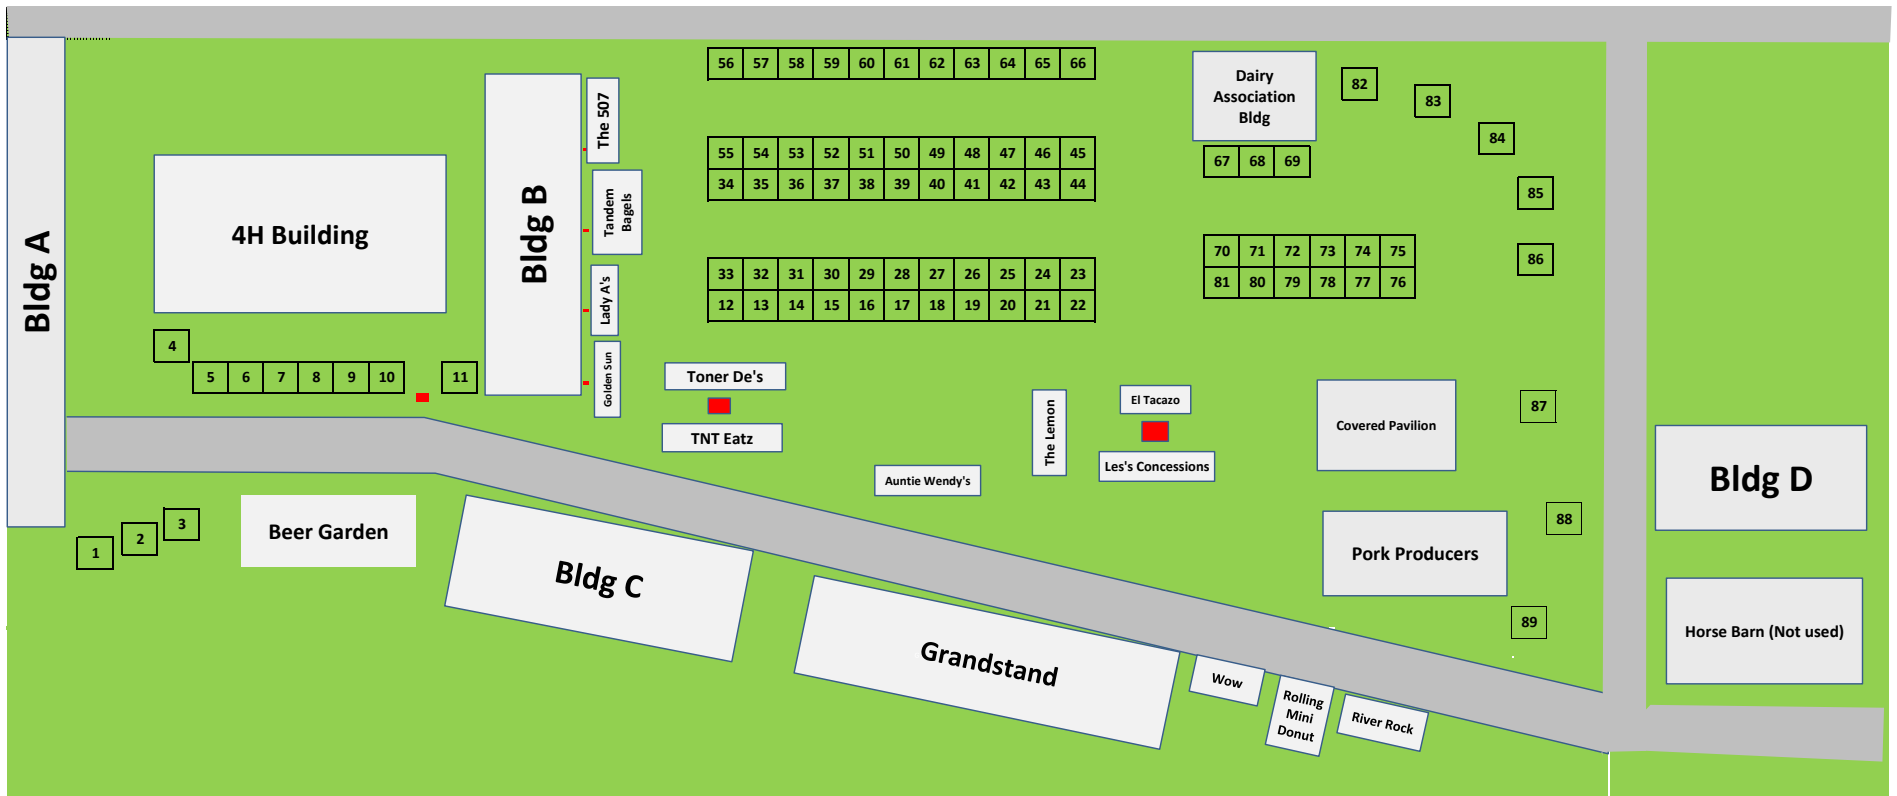 56 57 58 59 60 61 62 63 64 65 66
55 54 53 52 51 50 49 48 47 46 45
34 35 36 37 38 39 40 41 42 43 44
33 32 31 30 29 28 27 26 25 24 23
12 13 14 15 16 17 18 19 20 21 22
Bldg A
4H Building
4
5 6 7 8 9 10
11
Bldg B
The 507
Tandem
Bagels
Lady A's
Golden Sun
Toner De's
TNT Eatz
Auntie Wendy's
The Lemon
El Tacazo
Les's Concessions
Dairy
Association
Bldg
67 68 69
70 71 72 73 74 75
81 80 79 78 77 76
82
83
84
85
86
87
88
89
Covered Pavilion
Pork Producers
Bldg D
Horse Barn (Not used)
1
2
3
Beer Garden
Bldg C
Grandstand
Wow
Rolling
Mini
Donut
River Rock